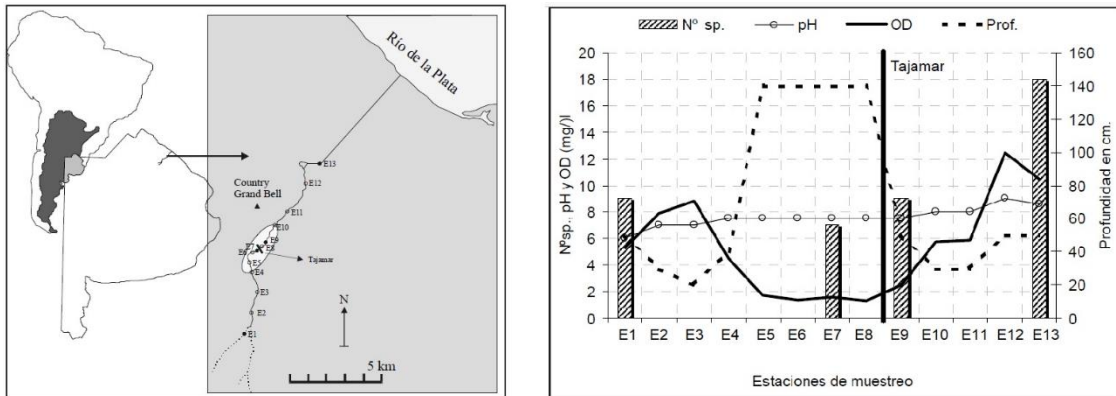 Río de la Plata
E13
E12
Country
Grand Bell
E11
E10
E9
E7
E8
E6
Tajamar
E5
E4
E3
N
E2
E1
5 km
Nº sp.
pH
OD
Prof.
Tajamar
Nºsp., pH y OD (mg/)l
20
18
16
14
12
10
8
6
4
2
0
160
140
120
100
80
60
40
20
0
Profundidad en cm.
E1 E2 E3 E4 E5 E6 E7 E8 E9 E10 E11 E12 E13
Estaciones de muestreo